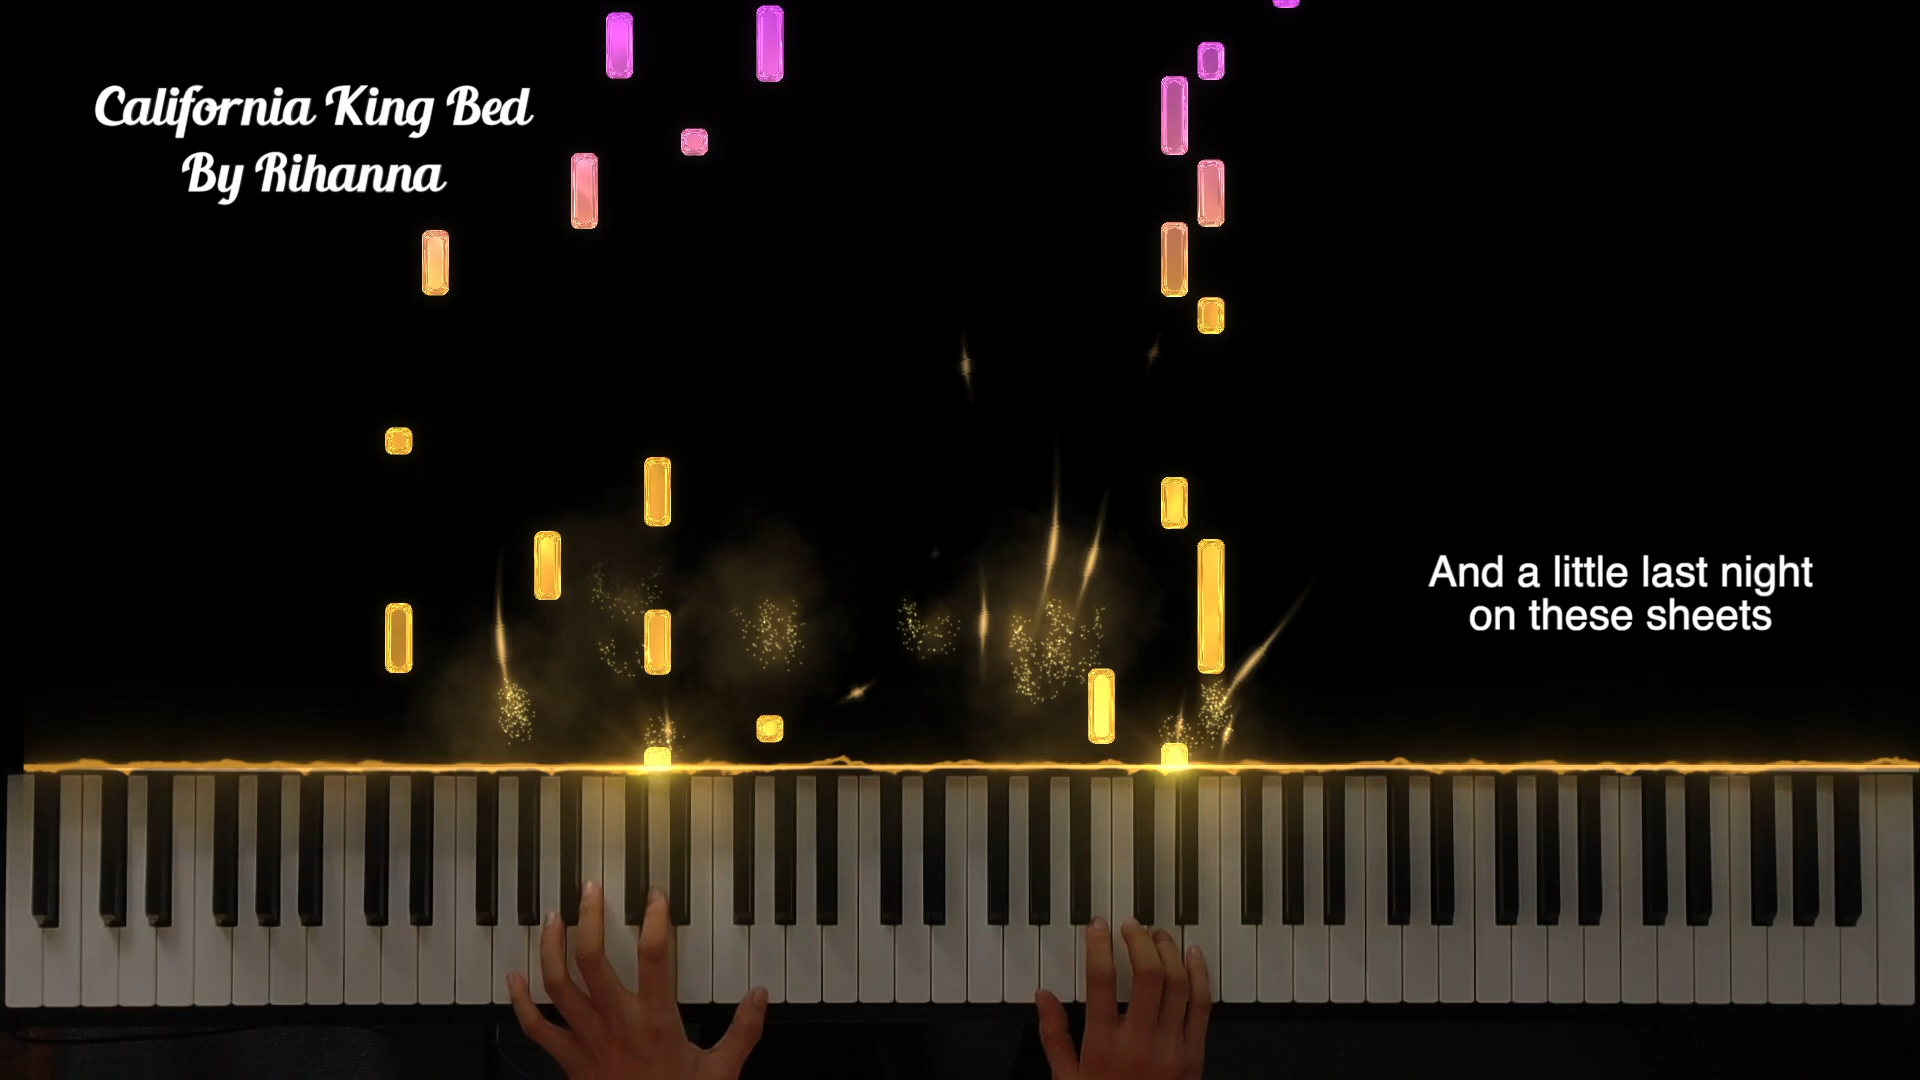 California King Bed
By Rihanna
And a little last night
on these sheets